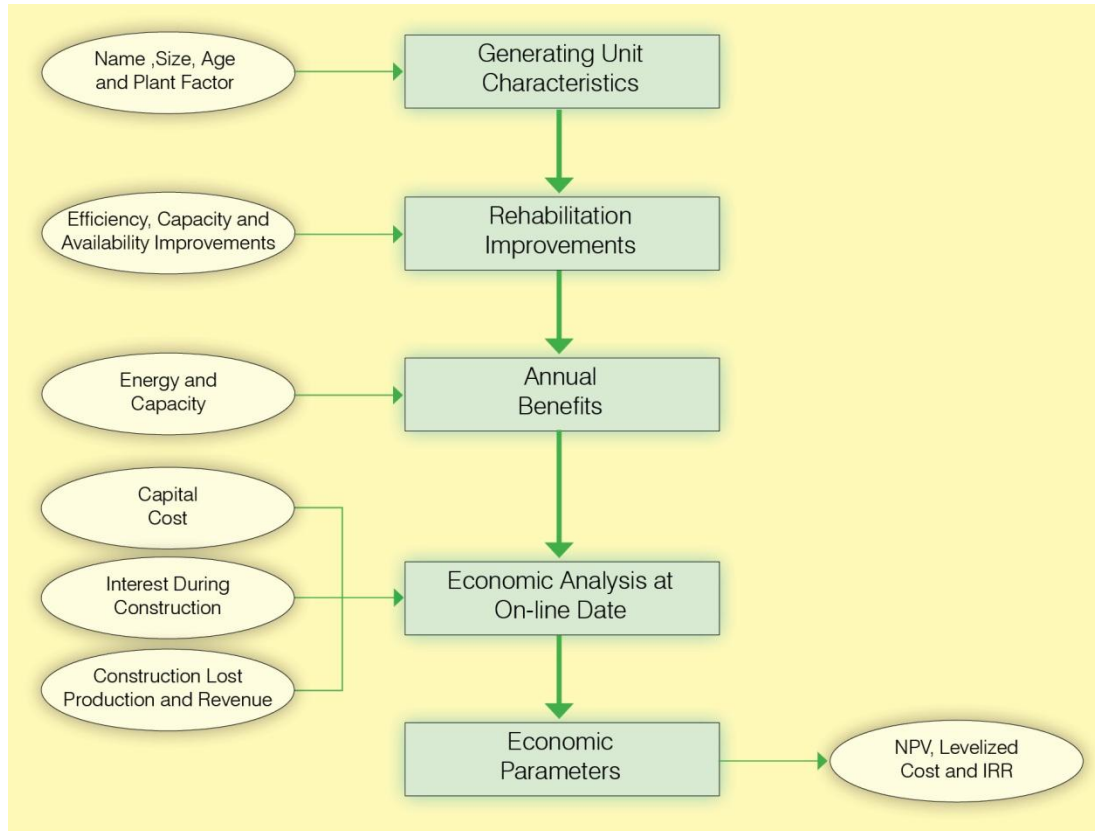 Name ,Size, Age
and Plant Factor
Generating Unit
Characteristics
Efficiency, Capacity and
Availability Improvements
Rehabilitation
Improvements
Energy and
Capacity
Annual
Benefits
Capital
Cost
Interest During
Construction
Economic Analysis at
On-line Date
Construction Lost
Production and Revenue
Economic
Parameters
NPV, Levelized
Cost and IRR